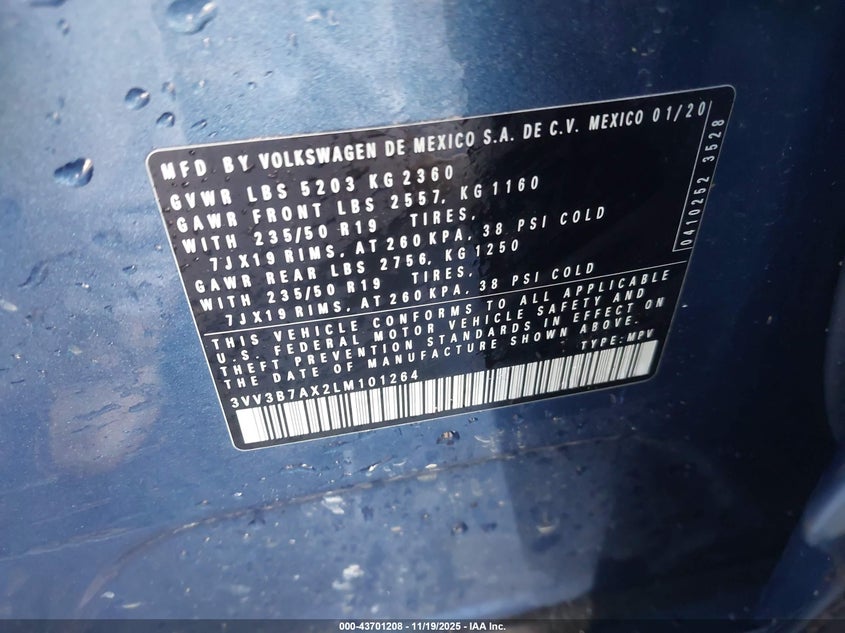 MFD BY VOLKSWAGEN DE MEXICO S.A. DE C.V. MEXICO 01/20
GVWR LBS 5203 KG 2360
GAWR FRONT LBS 2557, KG 1160
WITH 235/50 R19 TIRES,
7JX19 RIMS, AT 260 KPA, 38 PSI COLD
GAWR REAR LBS 2756, KG 1250
WITH 235/50 R19 TIRES,
7JX19 RIMS, AT 260 KPA, 38 PSI COLD
0410252 3528
THIS VEHICLE CONFORMS TO ALL APPLICABLE
U.S. FEDERAL MOTOR VEHICLE SAFETY AND
THEFT PREVENTION STANDARDS IN EFFECT ON
THE DATE OF MANUFACTURE SHOWN ABOVE.
3VV3B7AX2LM101264 TYPE: MPV
000-43701208 - 11/19/2025 - IAA Inc.